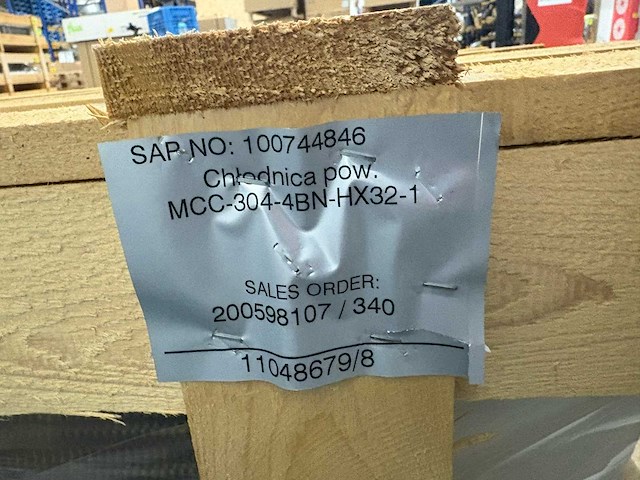 SAP NO: 100744846
Chłodnica pow.
MCC-304-4BN-HX32-1
SALES ORDER:
200598107 / 340
11048679/8